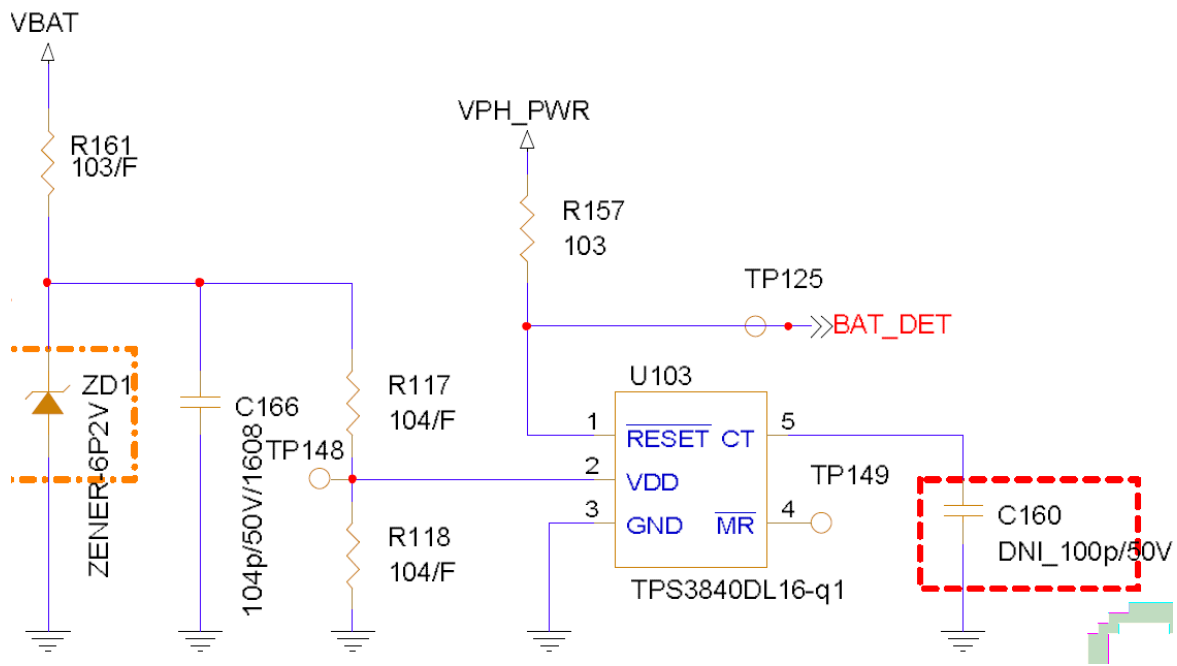 VBAT
R161
103/F
VPH_PWR
R157
103
TP125
BAT_DET
ZD1
ZENER-6P2V
C166
104p/50V/1608
R117
104/F
TP148
R118
104/F
U103
1
RESET
CT
5
2
VDD
3
GND
MR
4
TP149
TPS3840DL16-q1
C160
DNI_100p/50V